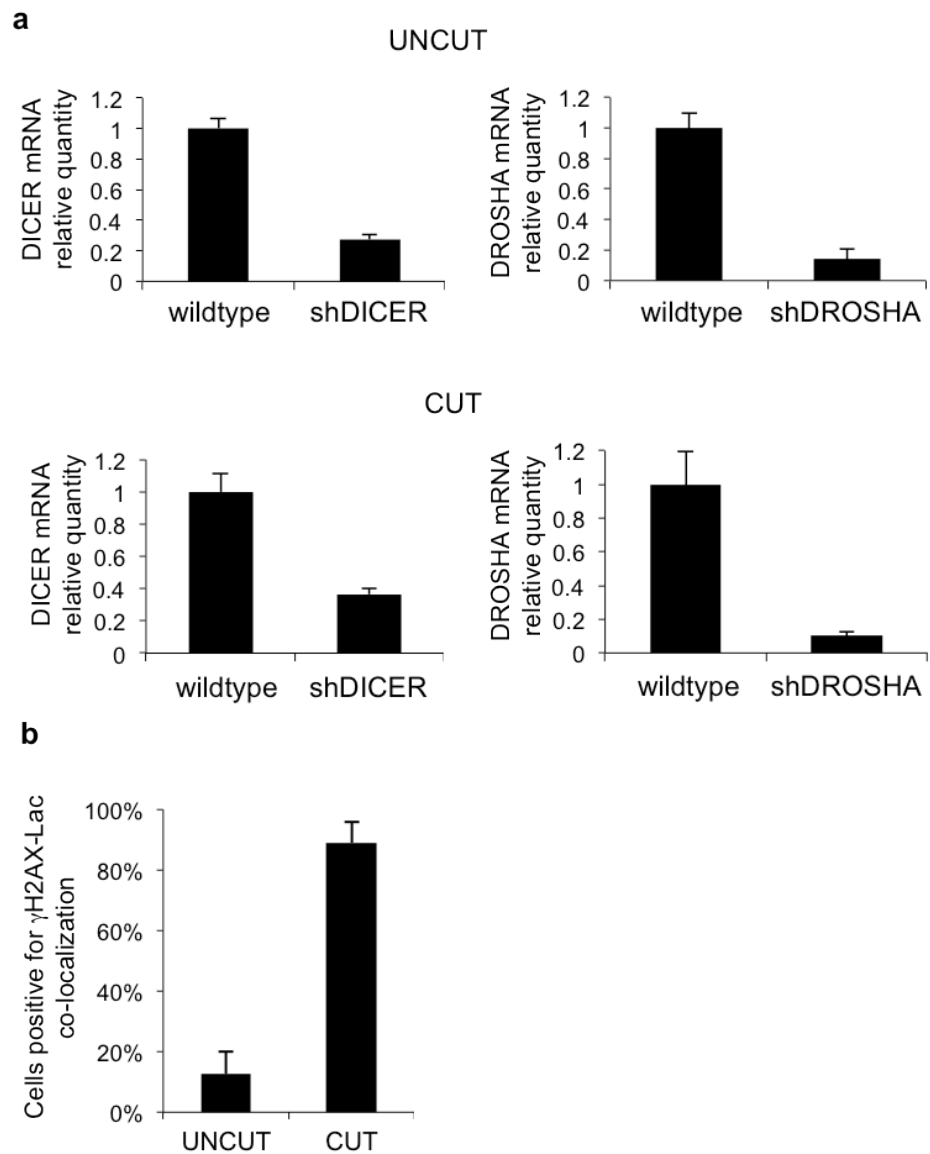 a
UNCUT
DICER mRNA
relative quantity
1.2
1
0.8
0.6
0.4
0.2
0
wildtype
shDICER
DROSHA mRNA
relative quantity
1.2
1
0.8
0.6
0.4
0.2
0
wildtype
shDROSHA
CUT
DICER mRNA
relative quantity
1.2
1
0.8
0.6
0.4
0.2
0
wildtype
shDICER
DROSHA mRNA
relative quantity
1.2
1
0.8
0.6
0.4
0.2
0
wildtype
shDROSHA
b
Cells positive for γH2AX-Lac
co-localization
100%
80%
60%
40%
20%
0%
UNCUT
CUT